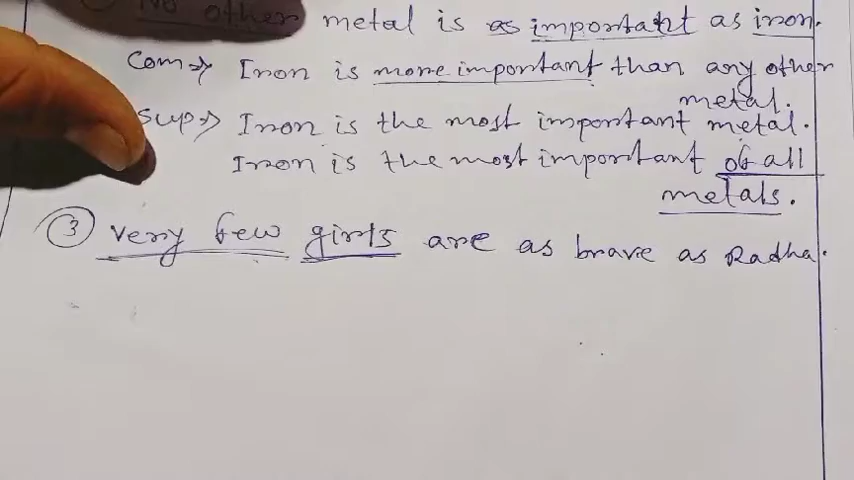 No other metal is as important as iron.
Com⇒ Iron is more important than any other
metal.
Sup⇒ Iron is the most important metal.
Iron is the most important of all
metals.
③ Very few girls are as brave as Radha.